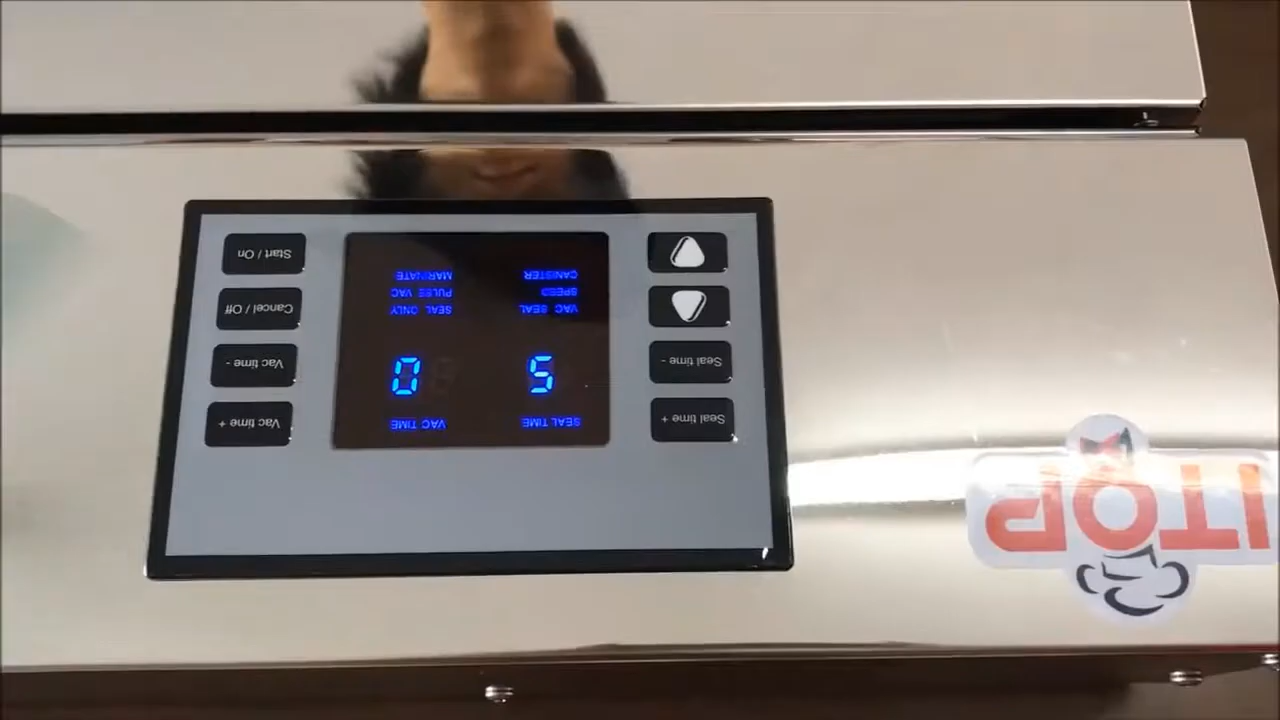 ITOP
Seal time +
SEAL TIME VAC TIME
Vac time +
Seal time -
5 0
Vac time -
VAC SEAL SEAL ONLY
SPEED PULSE VAC
CANISTER MARINATE
Cancel / Off
Start / On